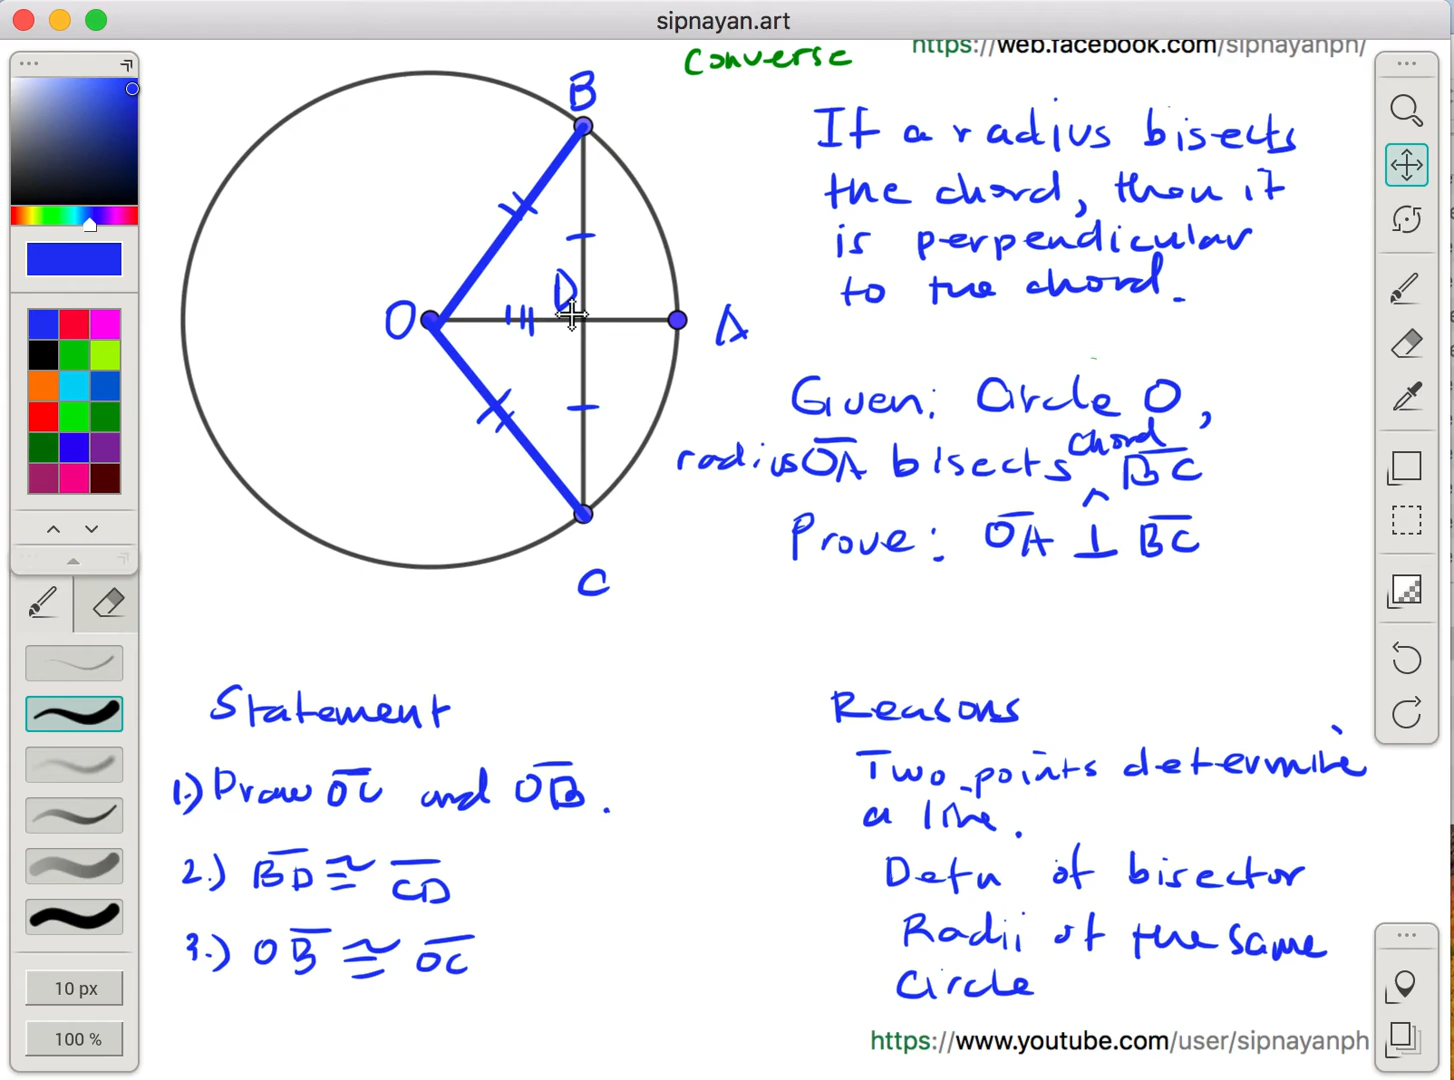 sipnayan.art
https://web.facebook.com/sipnayanph/
Converse
If a radius bisects
the chord, then it
is perpendicular
to the chord.
B
D
O
A
C
Given: Circle O,
radius OA bisects chord BC
^
Prove: OA ⊥ BC
Statement
Reasons
1.) Draw OC and OB.
Two points determine
a line.
2.) BD ≅ CD
Defn of bisector
3.) OB ≅ OC
Radii of the same
Circle
https://www.youtube.com/user/sipnayanph
10 px
100 %